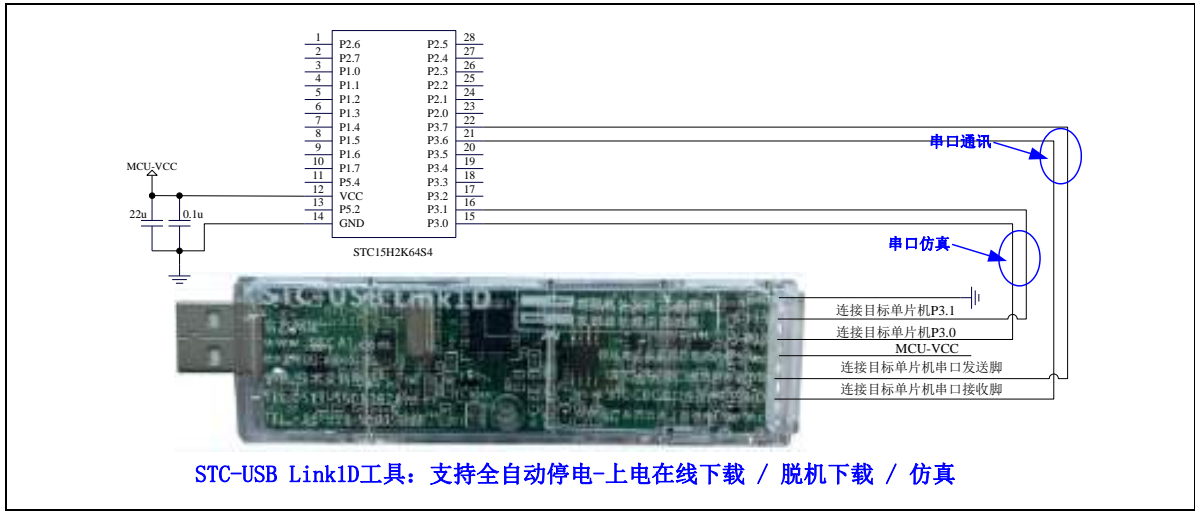 1 P2.6 P2.5 28
2 P2.7 P2.4 27
3 P1.0 P2.3 26
4 P1.1 P2.2 25
5 P1.2 P2.1 24
6 P1.3 P2.0 23
7 P1.4 P3.7 22
8 P1.5 P3.6 21
9 P1.6 P3.5 20
10 P1.7 P3.4 19
11 P5.4 P3.3 18
12 VCC P3.2 17
13 P5.2 P3.1 16
14 GND P3.0 15
STC15H2K64S4
MCU-VCC
22u 0.1u
串口通讯
串口仿真
STC-USB Link1D
连接目标单片机P3.1
连接目标单片机P3.0
MCU-VCC
连接目标单片机串口发送脚
连接目标单片机串口接收脚
STC-USB Link1D工具：支持全自动停电-上电在线下载 / 脱机下载 / 仿真